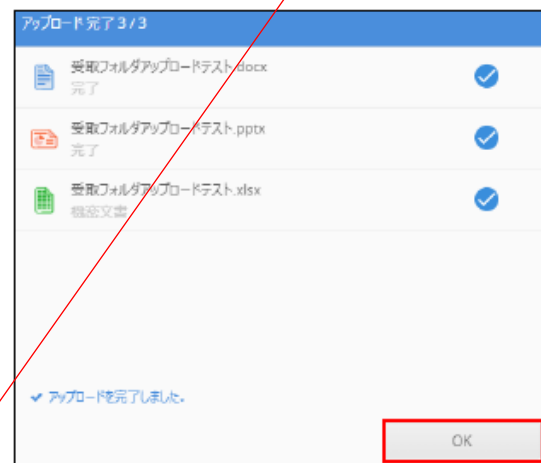 アップロード完了 3 / 3
受取フォルダアップロードテスト.docx
完了
受取フォルダアップロードテスト.pptx
完了
受取フォルダアップロードテスト.xlsx
機密文書
✔ アップロードを完了しました。
OK